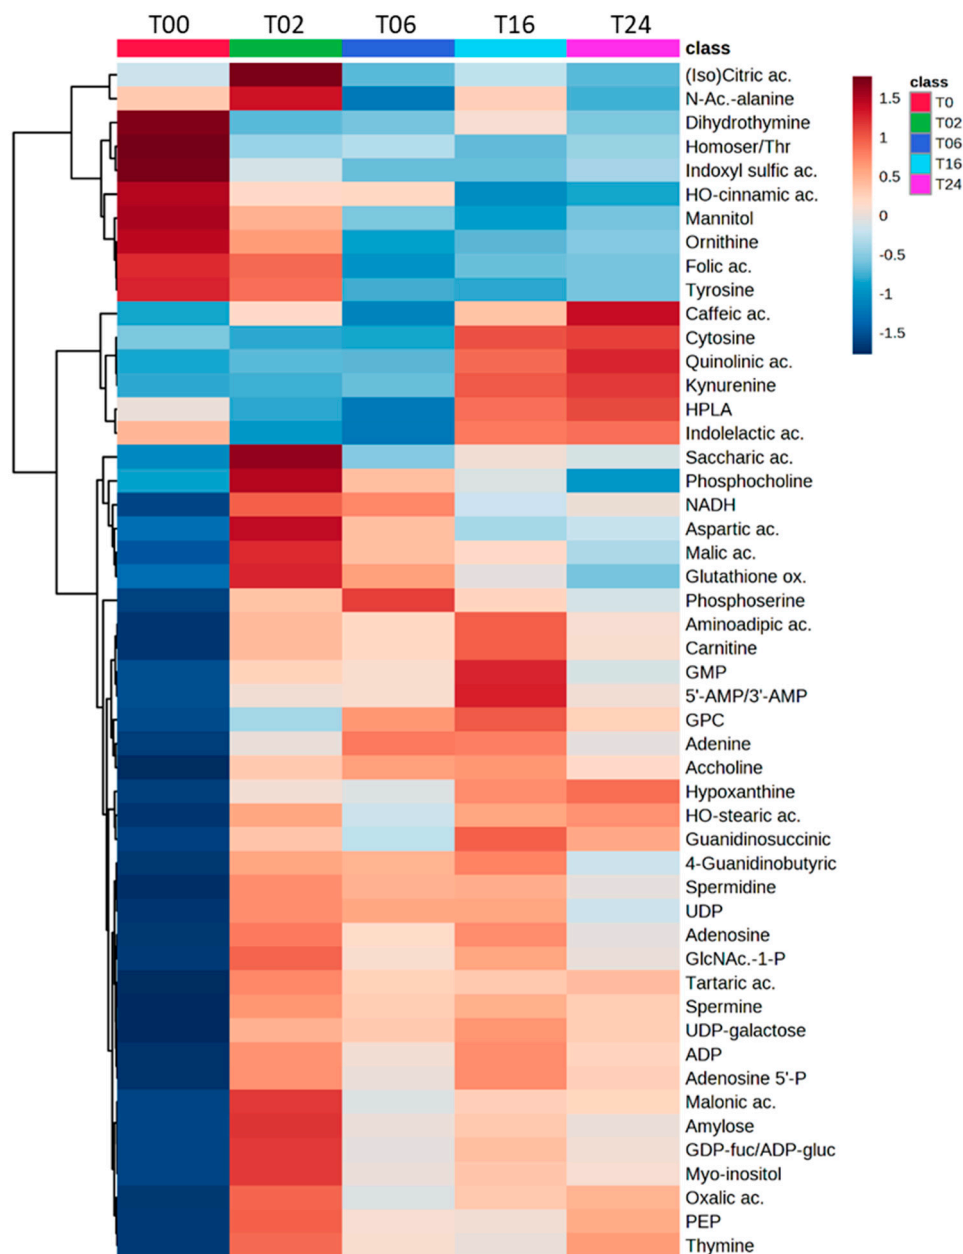 T00 T02 T06 T16 T24
class
(Iso)Citric ac.
N-Ac.-alanine
Dihydrothymine
Homoser/Thr
Indoxyl sulfic ac.
HO-cinnamic ac.
Mannitol
Ornithine
Folic ac.
Tyrosine
Caffeic ac.
Cytosine
Quinolinic ac.
Kynurenine
HPLA
Indolelactic ac.
Saccharic ac.
Phosphocholine
NADH
Aspartic ac.
Malic ac.
Glutathione ox.
Phosphoserine
Aminoadipic ac.
Carnitine
GMP
5'-AMP/3'-AMP
GPC
Adenine
Accholine
Hypoxanthine
HO-stearic ac.
Guanidinosuccinic
4-Guanidinobutyric
Spermidine
UDP
Adenosine
GlcNAc.-1-P
Tartaric ac.
Spermine
UDP-galactose
ADP
Adenosine 5'-P
Malonic ac.
Amylose
GDP-fuc/ADP-gluc
Myo-inositol
Oxalic ac.
PEP
Thymine
1.5
1
0.5
0
-0.5
-1
-1.5
class
T0
T02
T06
T16
T24